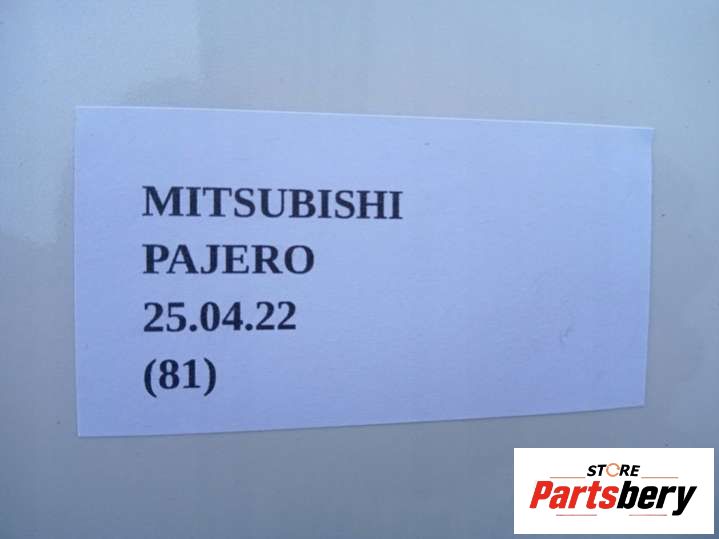 MITSUBISHI
PAJERO
25.04.22
(81)
STORE
Partsbery